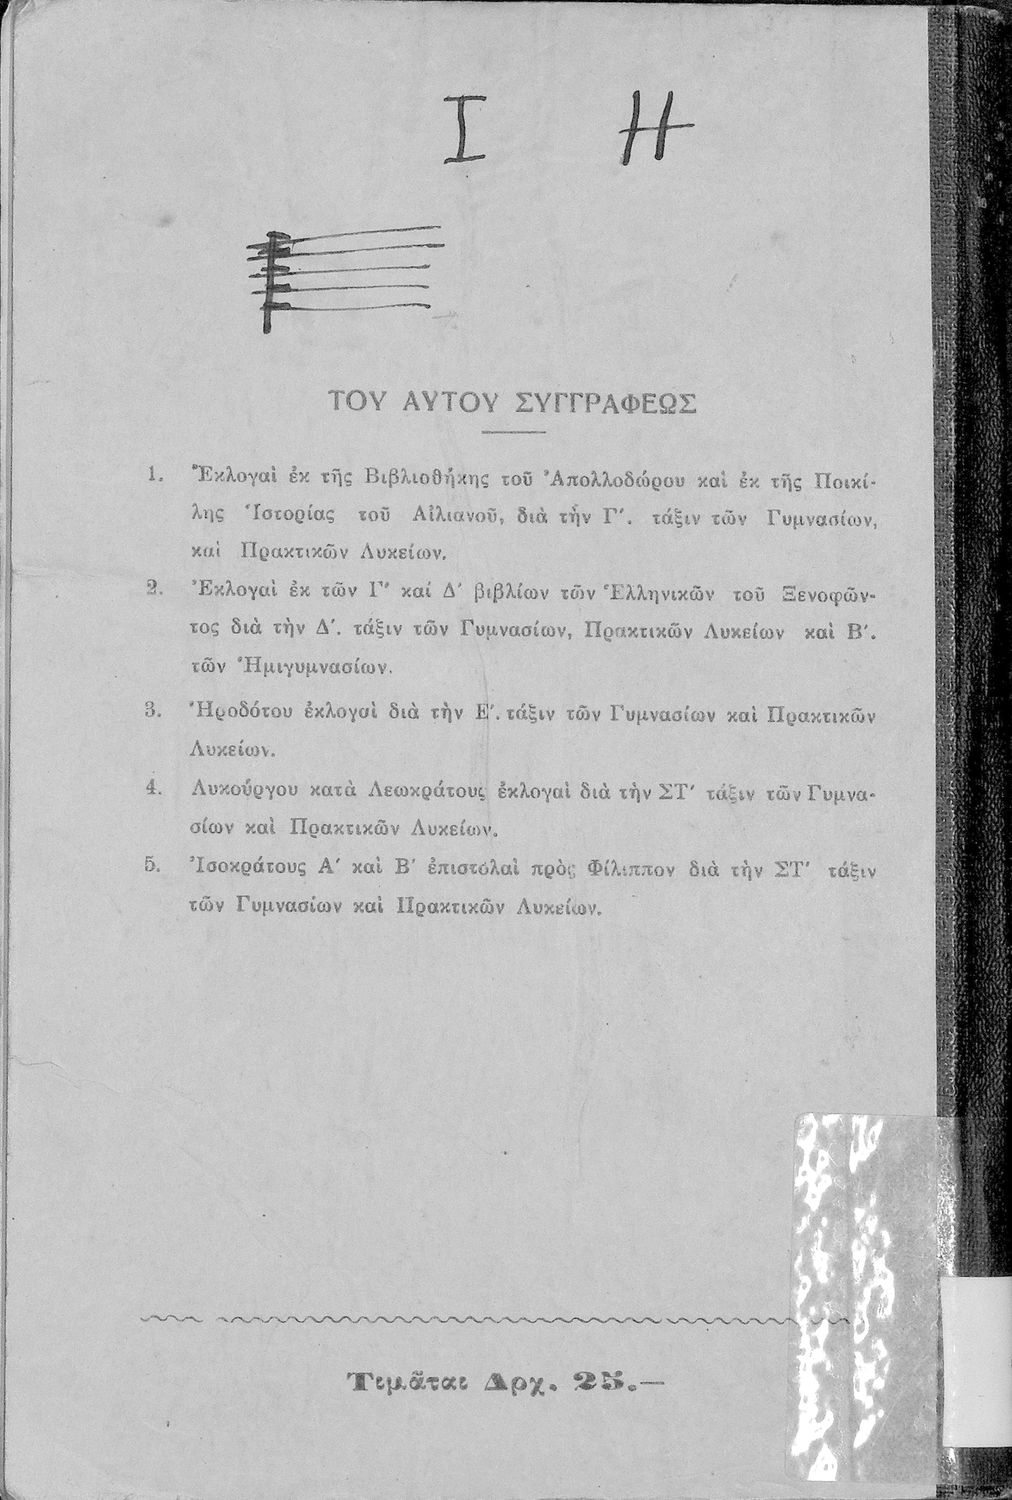 I H
ΤΟΥ ΑΥΤΟΥ ΣΥΓΓΡΑΦΕΩΣ
1. Ἐκλογαὶ ἐκ τῆς Βιβλιοθήκης τοῦ Ἀπολλοδώρου καὶ ἐκ τῆς Ποικί-
λης Ἱστορίας τοῦ Αἰλιανοῦ, διὰ τὴν Γ΄. τάξιν τῶν Γυμνασίων,
καὶ Πρακτικῶν Λυκείων.
2. Ἐκλογαὶ ἐκ τῶν Γ΄ καί Δ΄ βιβλίων τῶν Ἑλληνικῶν τοῦ Ξενοφῶν-
τος διὰ τὴν Δ΄. τάξιν τῶν Γυμνασίων, Πρακτικῶν Λυκείων καὶ Β΄.
τῶν Ἡμιγυμνασίων.
3. Ἡροδότου ἐκλογαὶ διὰ τὴν Ε΄. τάξιν τῶν Γυμνασίων καὶ Πρακτικῶν
Λυκείων.
4. Λυκούργου κατὰ Λεωκράτους ἐκλογαὶ διὰ τὴν ΣΤ΄ τάξιν τῶν Γυμνα-
σίων καὶ Πρακτικῶν Λυκείων.
5. Ἰσοκράτους Α΄ καὶ Β΄ ἐπιστολαὶ πρὸς Φίλιππον διὰ τὴν ΣΤ΄ τάξιν
τῶν Γυμνασίων καὶ Πρακτικῶν Λυκείων.
Τιμᾶται Δρχ. 25.—